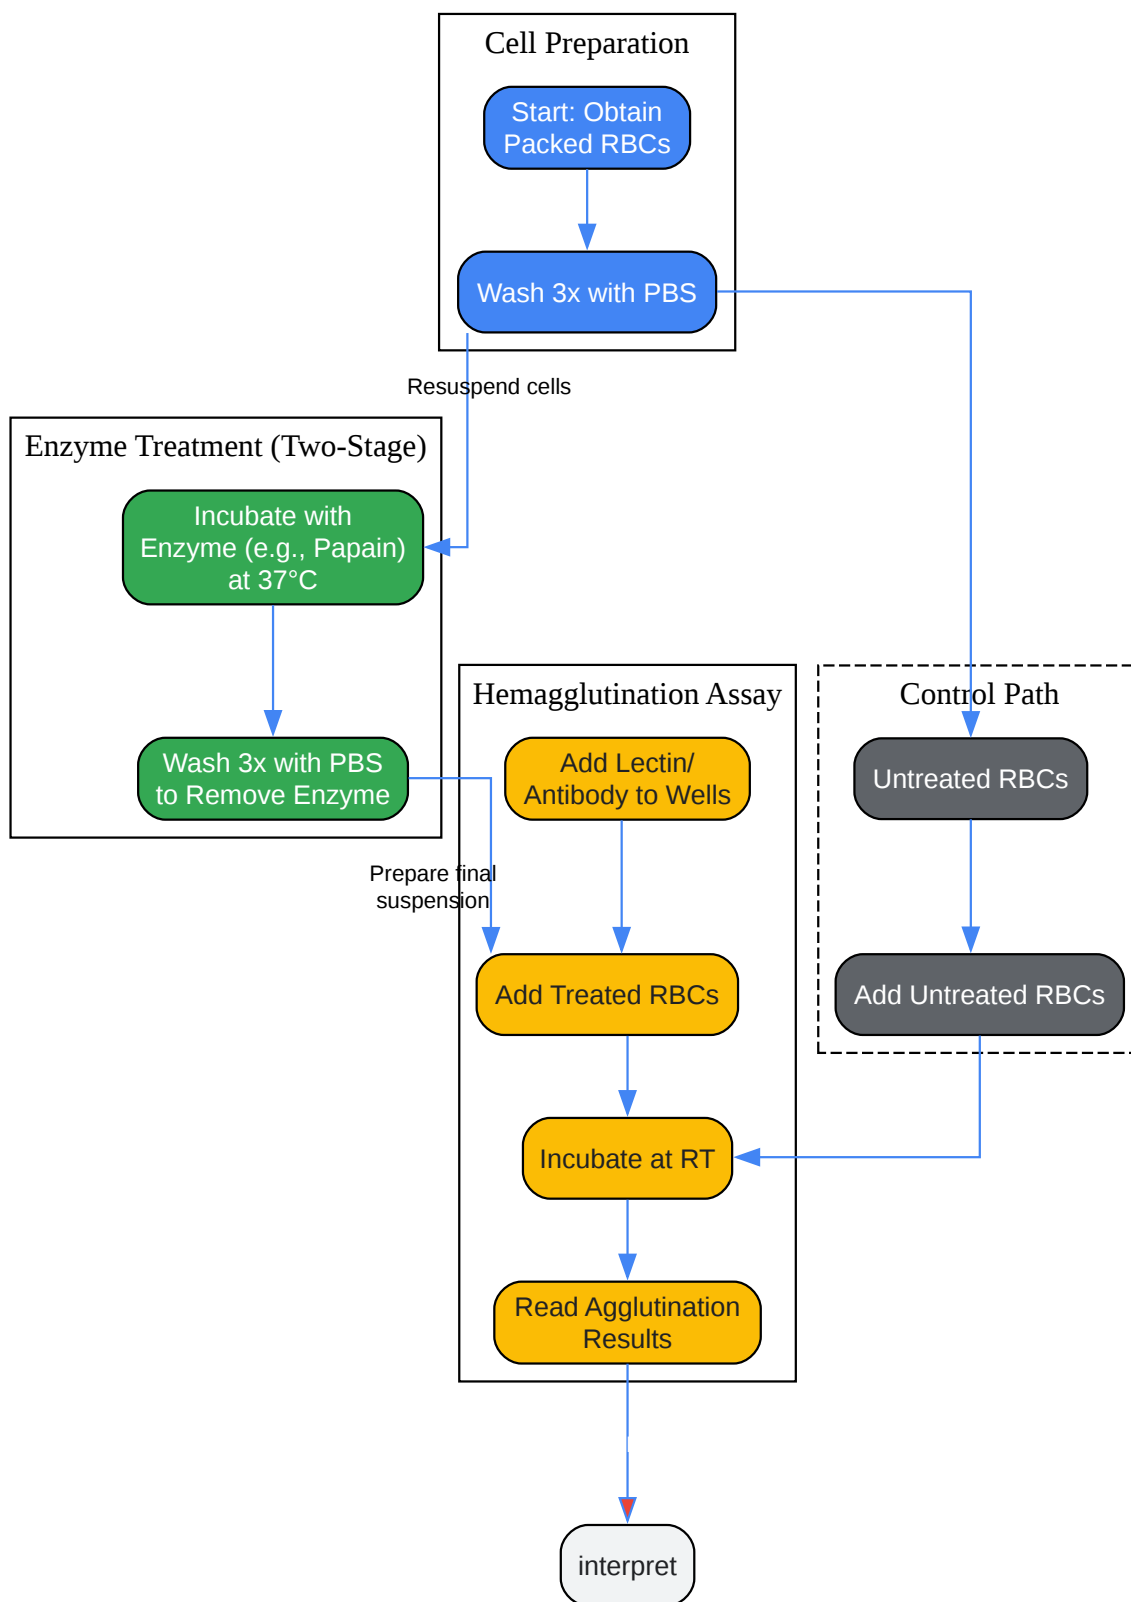 Cell Preparation
Start: Obtain
Packed RBCs
Wash 3x with PBS
Resuspend cells
Enzyme Treatment (Two-Stage)
Incubate with
Enzyme (e.g., Papain)
at 37°C
Wash 3x with PBS
to Remove Enzyme
Prepare final
suspension
Hemagglutination Assay
Add Lectin/
Antibody to Wells
Add Treated RBCs
Incubate at RT
Read Agglutination
Results
Control Path
Untreated RBCs
Add Untreated RBCs
interpret